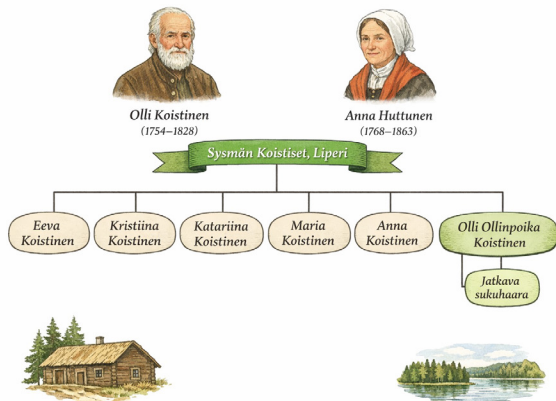 Olli Koistinen
(1754–1828)
Anna Huttunen
(1768–1863)
Sysmän Koistiset, Liperi
Eeva
Koistinen
Kristiina
Koistinen
Katariina
Koistinen
Maria
Koistinen
Anna
Koistinen
Olli Ollinpoika
Koistinen
Jatkava
sukuhaara